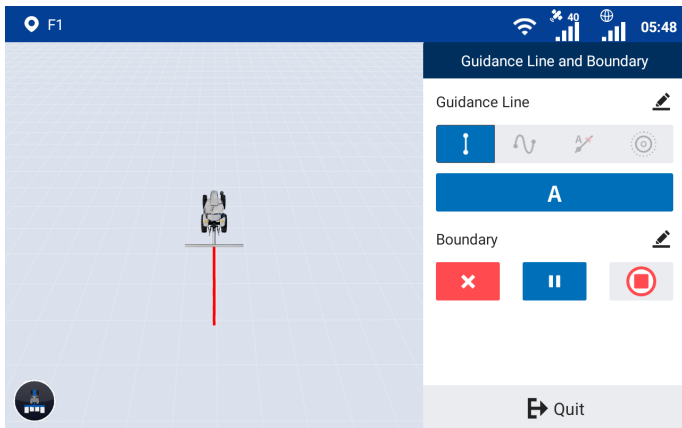 F1
40
05:48
Guidance Line and Boundary
Guidance Line
A
A
Boundary
Quit